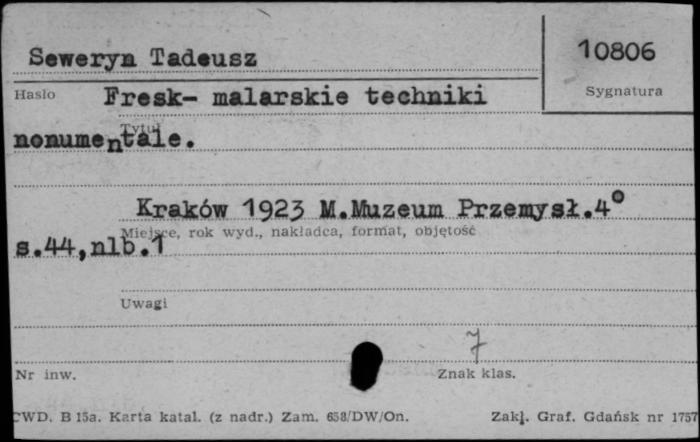 Seweryn Tadeusz
10806
Hasło
Fresk- malarskie techniki
Sygnatura
Tytuł
nonumentale.
Kraków 1923 M.Muzeum Przemysł.4°
Miejsce, rok wyd., nakładca, format, objętość
s.44,nlb.1
Uwagi
7
Nr inw.
Znak klas.
CWD. B 15a. Karta katal. (z nadr.) Zam. 658/DW/On.
Zakł. Graf. Gdańsk nr 1757